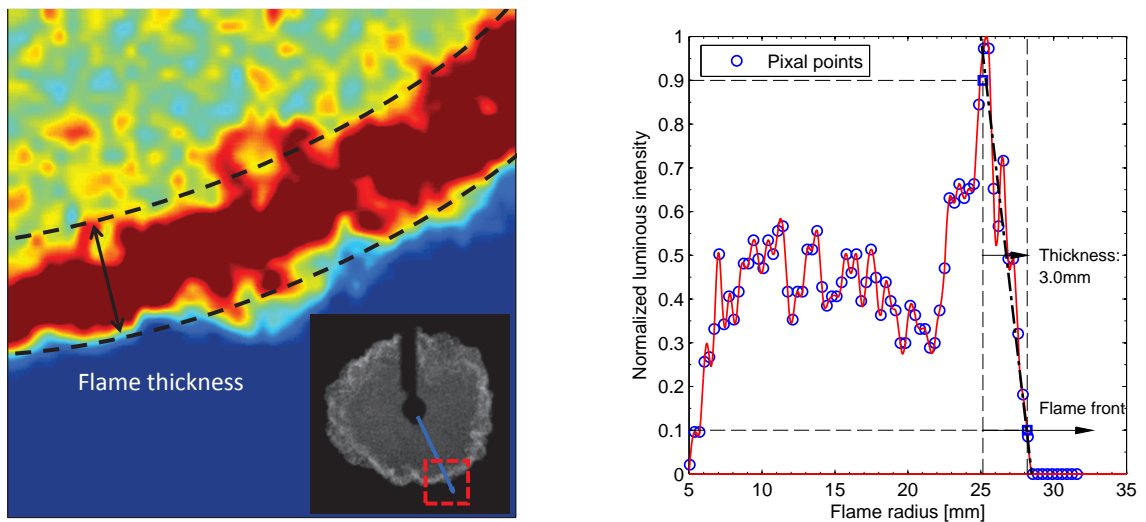 Flame thickness
Pixal points
Normalized luminous intensity
1
0.9
0.8
0.7
0.6
0.5
0.4
0.3
0.2
0.1
0
Thickness:
3.0mm
Flame front
5
10
15
20
25
30
35
Flame radius [mm]